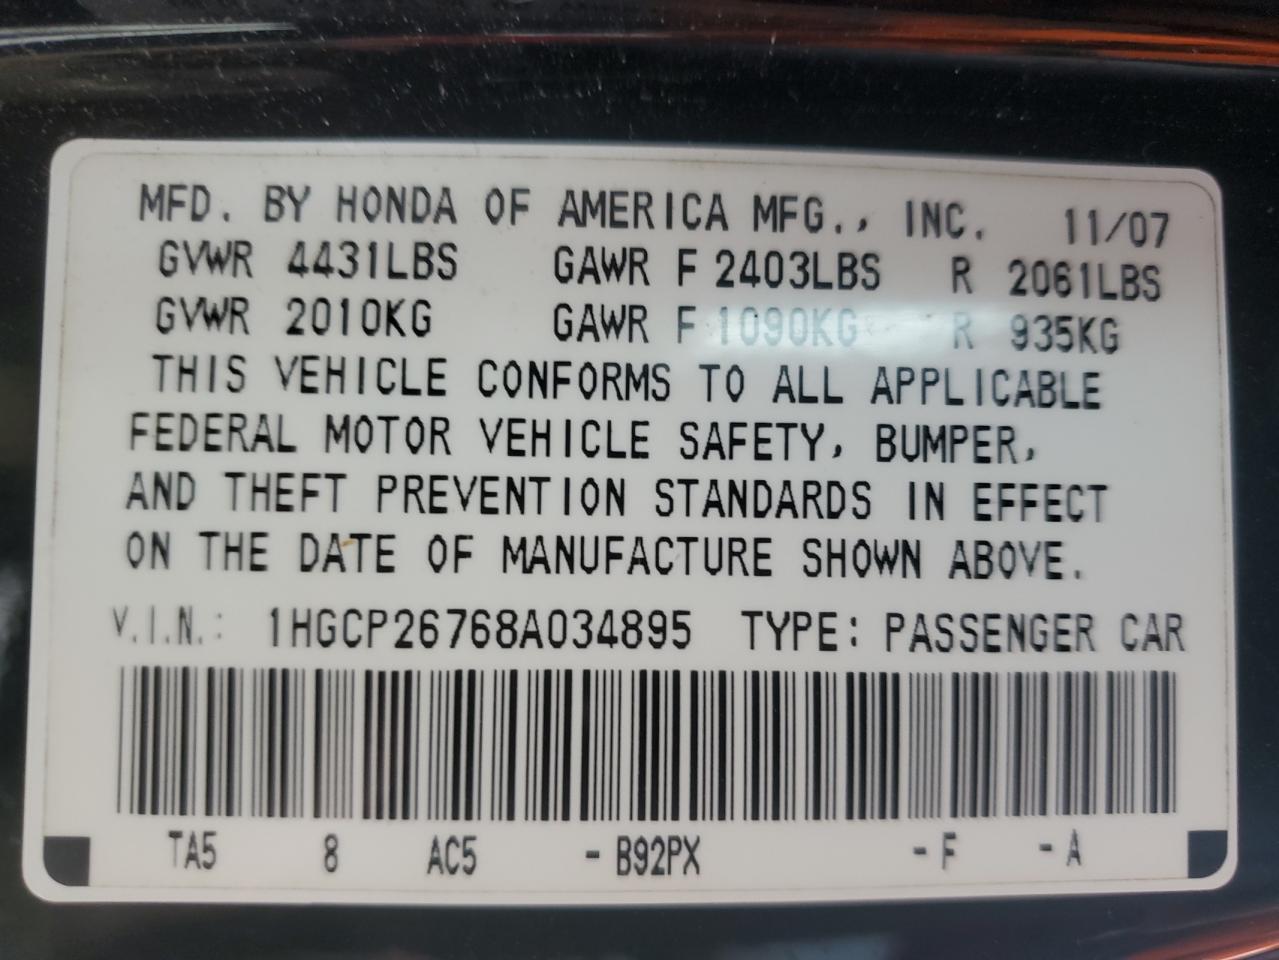 MFD. BY HONDA OF AMERICA MFG., INC. 11/07
GVWR 4431LBS GAWR F 2403LBS R 2061LBS
GVWR 2010KG GAWR F 1090KG R 935KG
THIS VEHICLE CONFORMS TO ALL APPLICABLE
FEDERAL MOTOR VEHICLE SAFETY, BUMPER,
AND THEFT PREVENTION STANDARDS IN EFFECT
ON THE DATE OF MANUFACTURE SHOWN ABOVE.
V.I.N.: 1HGCP26768A034895 TYPE: PASSENGER CAR
TA5 8 AC5 - B92PX - F - A